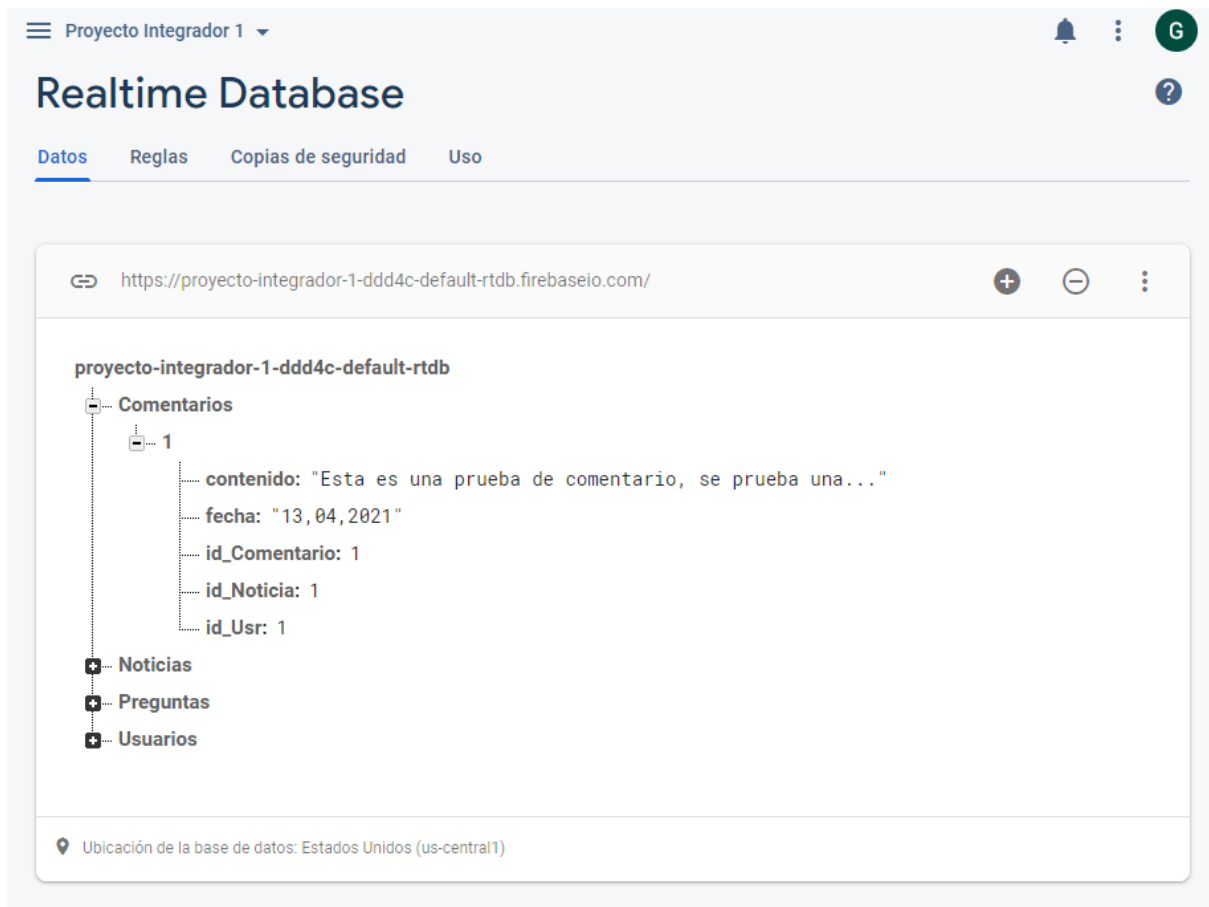 Proyecto Integrador 1
G
Realtime Database
Datos Reglas Copias de seguridad Uso
https://proyecto-integrador-1-ddd4c-default-rtdb.firebaseio.com/
proyecto-integrador-1-ddd4c-default-rtdb
Comentarios
1
contenido: "Esta es una prueba de comentario, se prueba una..."
fecha: "13,04,2021"
id_Comentario: 1
id_Noticia: 1
id_Usr: 1
Noticias
Preguntas
Usuarios
Ubicación de la base de datos: Estados Unidos (us-central1)